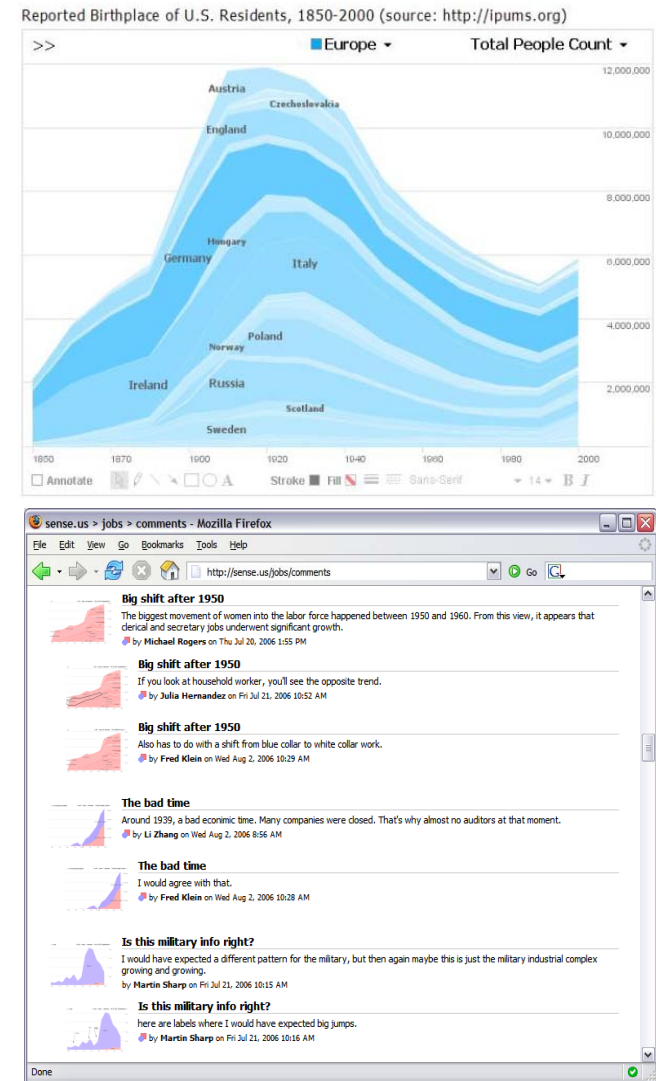 Reported Birthplace of U.S. Residents, 1850-2000 (source: http://ipums.org)
>> Europe Total People Count
12,000,000
Austria
Czechoslovakia
England
10,000,000
8,000,000
Hungary
Germany
Italy
6,000,000
4,000,000
Poland
Norway
Ireland
Russia
2,000,000
Scotland
Sweden
1850 1870 1900 1920 1940 1960 1980 2000
Annotate A Stroke Fill Sans-Serif 14 B I
sense.us > jobs > comments - Mozilla Firefox
File Edit View Go Bookmarks Tools Help
http://sense.us/jobs/comments Go G
Big shift after 1950
The biggest movement of women into the labor force happened between 1950 and 1960. From this view, it appears that
clerical and secretary jobs underwent significant growth.
by Michael Rogers on Thu Jul 20, 2006 1:55 PM
Big shift after 1950
If you look at household worker, you'll see the opposite trend.
by Julia Hernandez on Fri Jul 21, 2006 10:52 AM
Big shift after 1950
Also has to do with a shift from blue collar to white collar work.
by Fred Klein on Wed Aug 2, 2006 10:29 AM
The bad time
Around 1939, a bad econimic time. Many companies were closed. That's why almost no auditors at that moment.
by Li Zhang on Wed Aug 2, 2006 8:56 AM
The bad time
I would agree with that.
by Fred Klein on Wed Aug 2, 2006 10:28 AM
Is this military info right?
I would have expected a different pattern for the military, but then again maybe this is just the military industrial complex
growing and growing.
by Martin Sharp on Fri Jul 21, 2006 10:15 AM
Is this military info right?
here are labels where I would have expected big jumps.
by Martin Sharp on Fri Jul 21, 2006 10:16 AM
Done